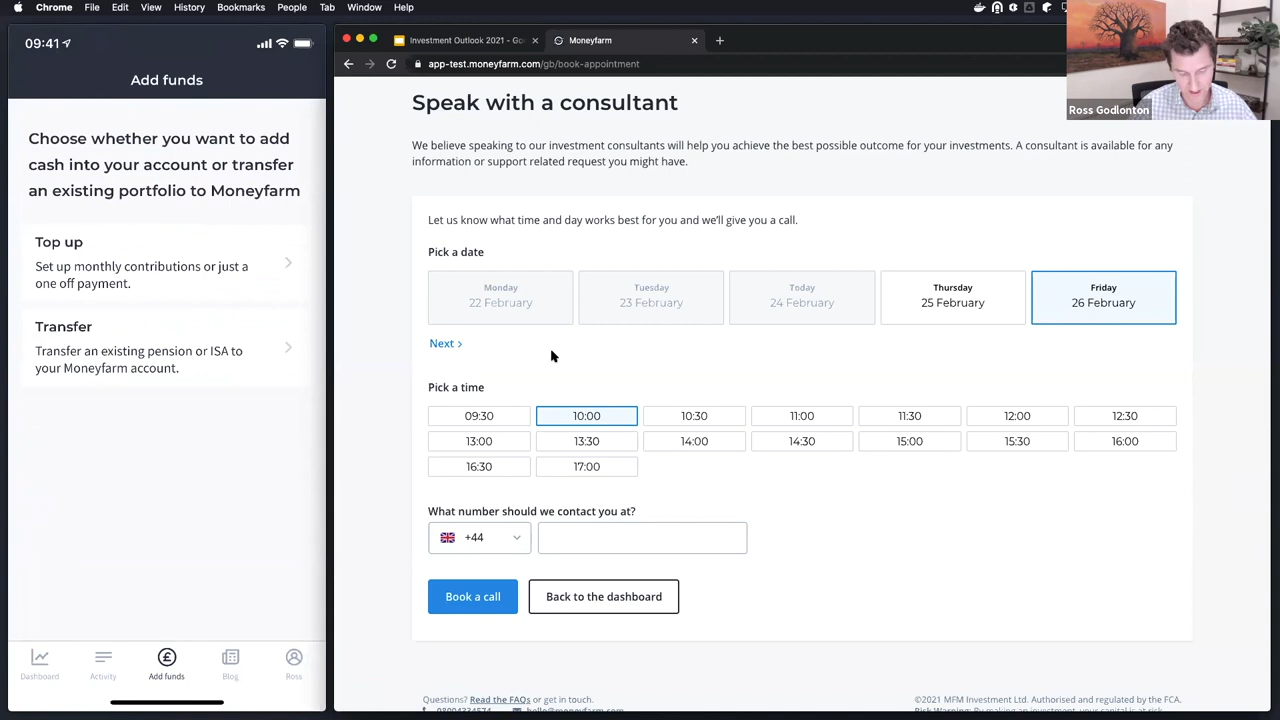 Chrome File Edit View History Bookmarks People Tab Window Help
09:41
Add funds
Choose whether you want to add
cash into your account or transfer
an existing portfolio to Moneyfarm
Top up
Set up monthly contributions or just a
one off payment.
Transfer
Transfer an existing pension or ISA to
your Moneyfarm account.
Dashboard Activity Add funds Blog Ross
Investment Outlook 2021 - Go
Moneyfarm
app-test.moneyfarm.com/gb/book-appointment
Ross Godlonton
Speak with a consultant
We believe speaking to our investment consultants will help you achieve the best possible outcome for your investments. A consultant is available for any
information or support related request you might have.
Let us know what time and day works best for you and we'll give you a call.
Pick a date
Monday Tuesday Today Thursday Friday
22 February 23 February 24 February 25 February 26 February
Next >
Pick a time
09:30 10:00 10:30 11:00 11:30 12:00 12:30
13:00 13:30 14:00 14:30 15:00 15:30 16:00
16:30 17:00
What number should we contact you at?
+44
Book a call Back to the dashboard
Questions? Read the FAQs or get in touch.
©2021 MFM Investment Ltd. Authorised and regulated by the FCA.